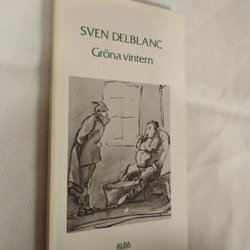 SVEN DELBLANC
Gröna vintern
ALBA